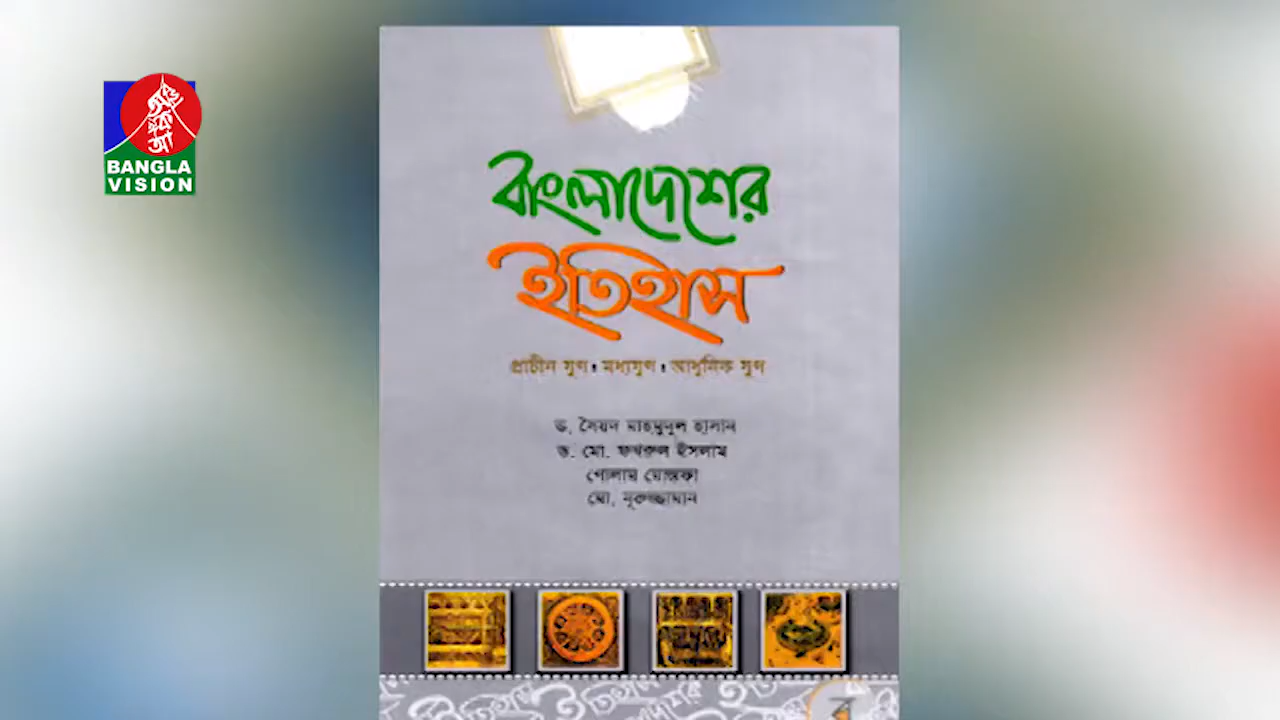 অ আ ক
BANGLA
VISION
বাংলাদেশের
ইতিহাস
প্রাচীন যুগ • মধ্যযুগ • আধুনিক যুগ
ড. সৈয়দ মাহমুদুল হাসান
ড. মো. ফখরুল ইসলাম
গোলাম মোস্তফা
মো. নূরুজ্জামান